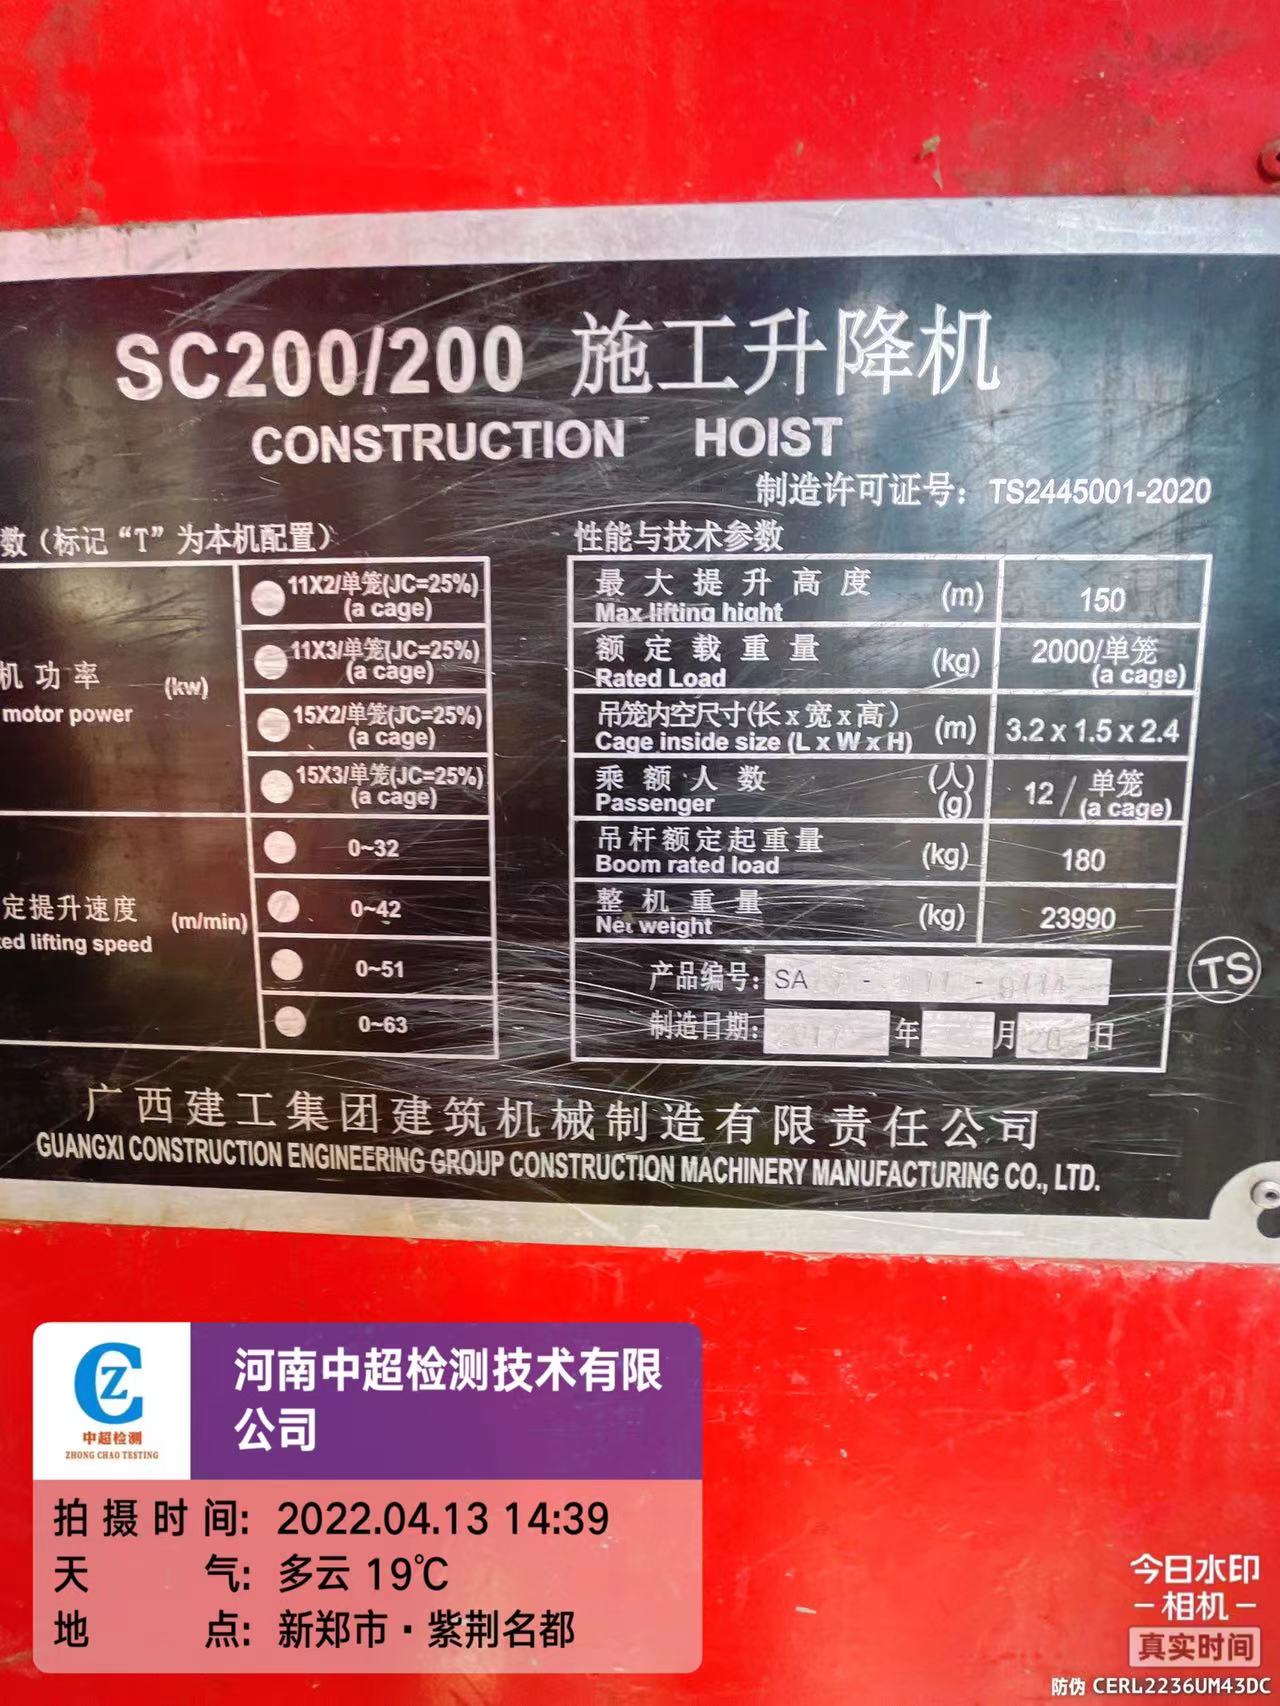 SC200/200 施工升降机
CONSTRUCTION HOIST
制造许可证号：TS2445001-2020
数（标记“T”为本机配置）
机功率 (kw)
motor power
11X2/单笼(JC=25%)
(a cage)
11X3/单笼(JC=25%)
(a cage)
15X2/单笼(JC=25%)
(a cage)
15X3/单笼(JC=25%)
(a cage)
定提升速度 (m/min)
ed lifting speed
0~32
0~42
0~51
0~63
性能与技术参数
最大提升高度 (m) 150
Max lifting hight
额定载重量 (kg) 2000/单笼
Rated Load (a cage)
吊笼内空尺寸(长x宽x高) (m) 3.2 x 1.5 x 2.4
Cage inside size (L x W x H)
乘额人数 (人) 12 / 单笼
Passenger (g) (a cage)
吊杆额定起重量 (kg) 180
Boom rated load
整机重量 (kg) 23990
Net weight
产品编号: SA - -
制造日期: 2017 年 月 20 日
TS
广西建工集团建筑机械制造有限责任公司
GUANGXI CONSTRUCTION ENGINEERING GROUP CONSTRUCTION MACHINERY MANUFACTURING CO., LTD.
CZ
中超检测
ZHONG CHAO TESTING
河南中超检测技术有限
公司
拍摄时间: 2022.04.13 14:39
天气: 多云 19℃
地点: 新郑市·紫荆名都
今日水印
-相机-
真实时间
防伪 CERL2236UM43DC